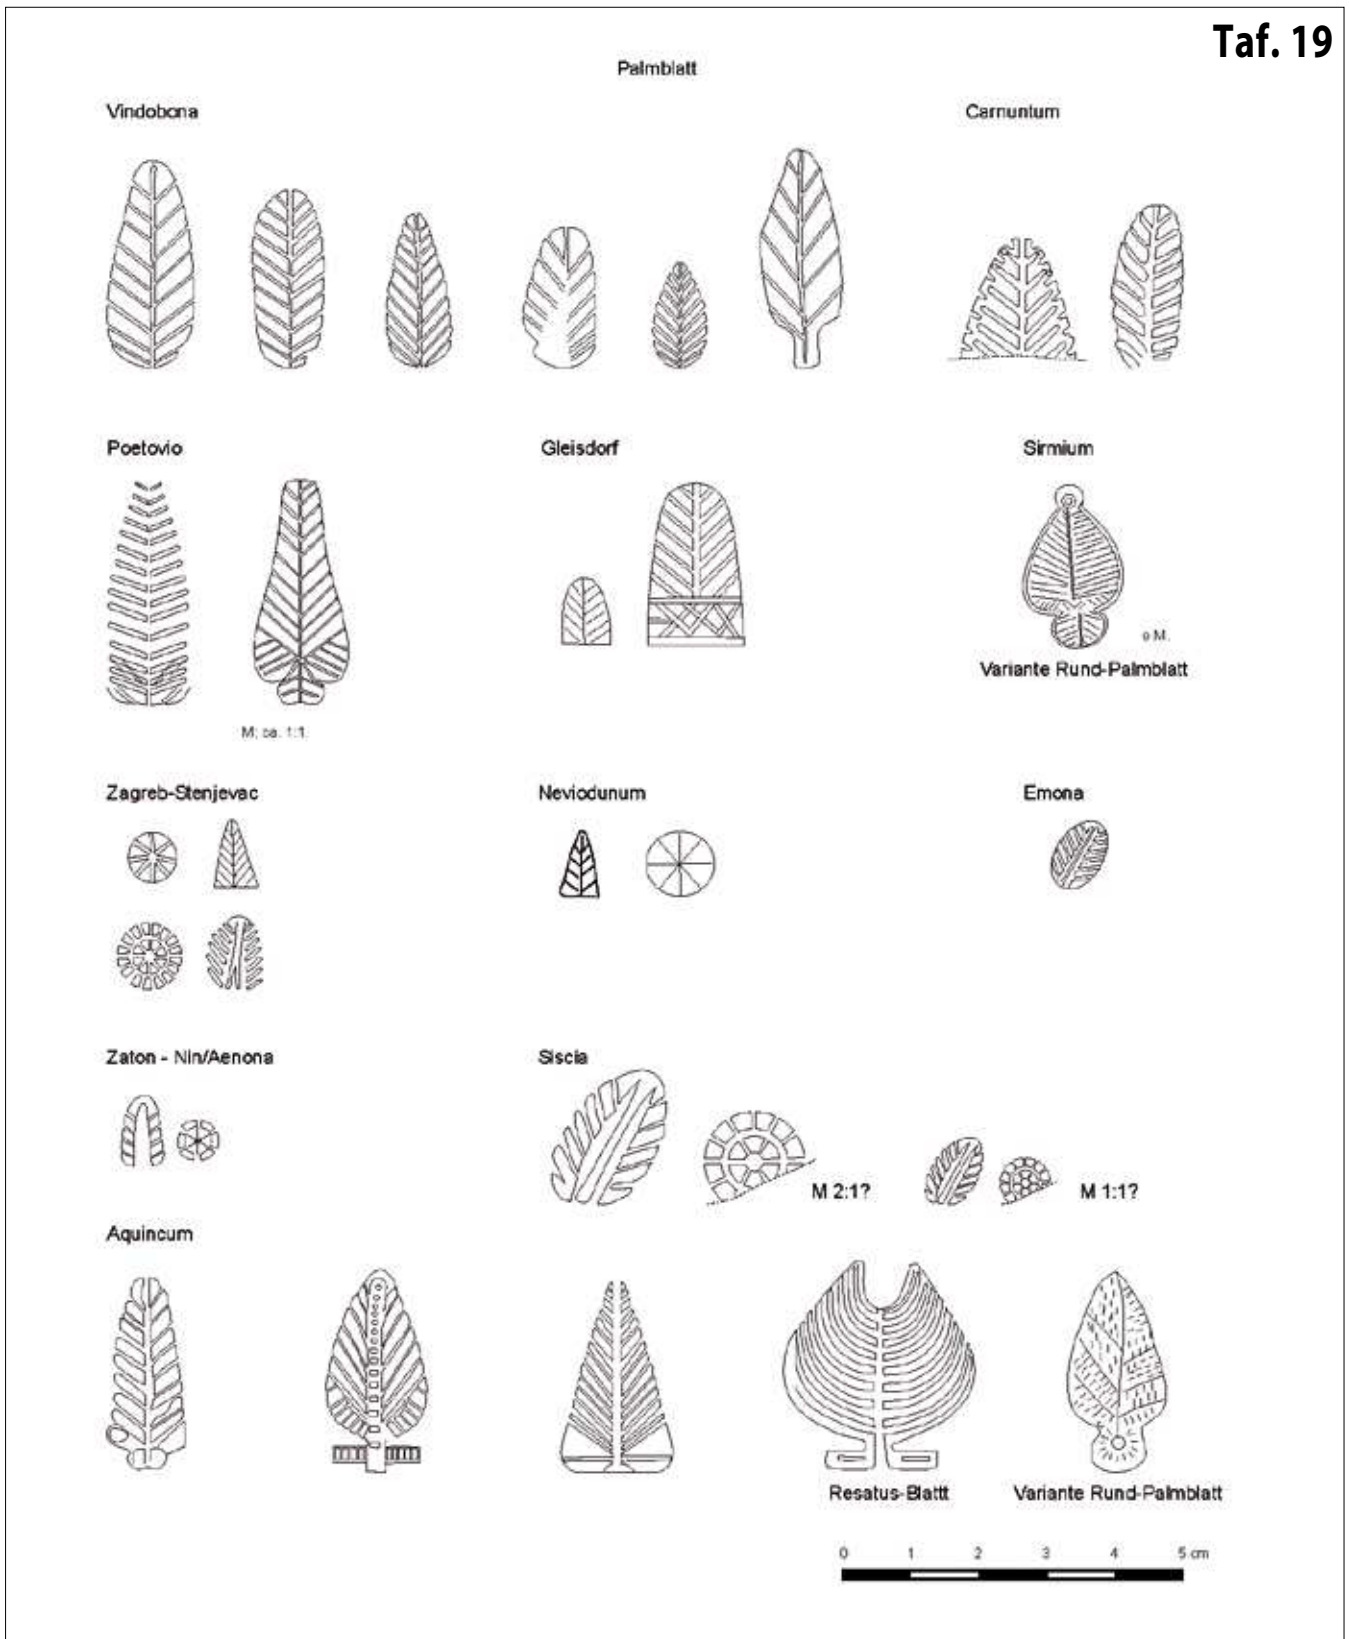 Taf. 19
Palmblatt
Vindobona
Carnuntum
Poetovio
Gleisdorf
Sirmium
o M.
Variante Rund-Palmblatt
M: ca. 1:1.
Zagreb-Stenjevac
Neviodunum
Emona
Zaton - Nin/Aenona
Siscia
M 2:1?
M 1:1?
Aquincum
Resatus-Blattt
Variante Rund-Palmblatt
0 1 2 3 4 5 cm